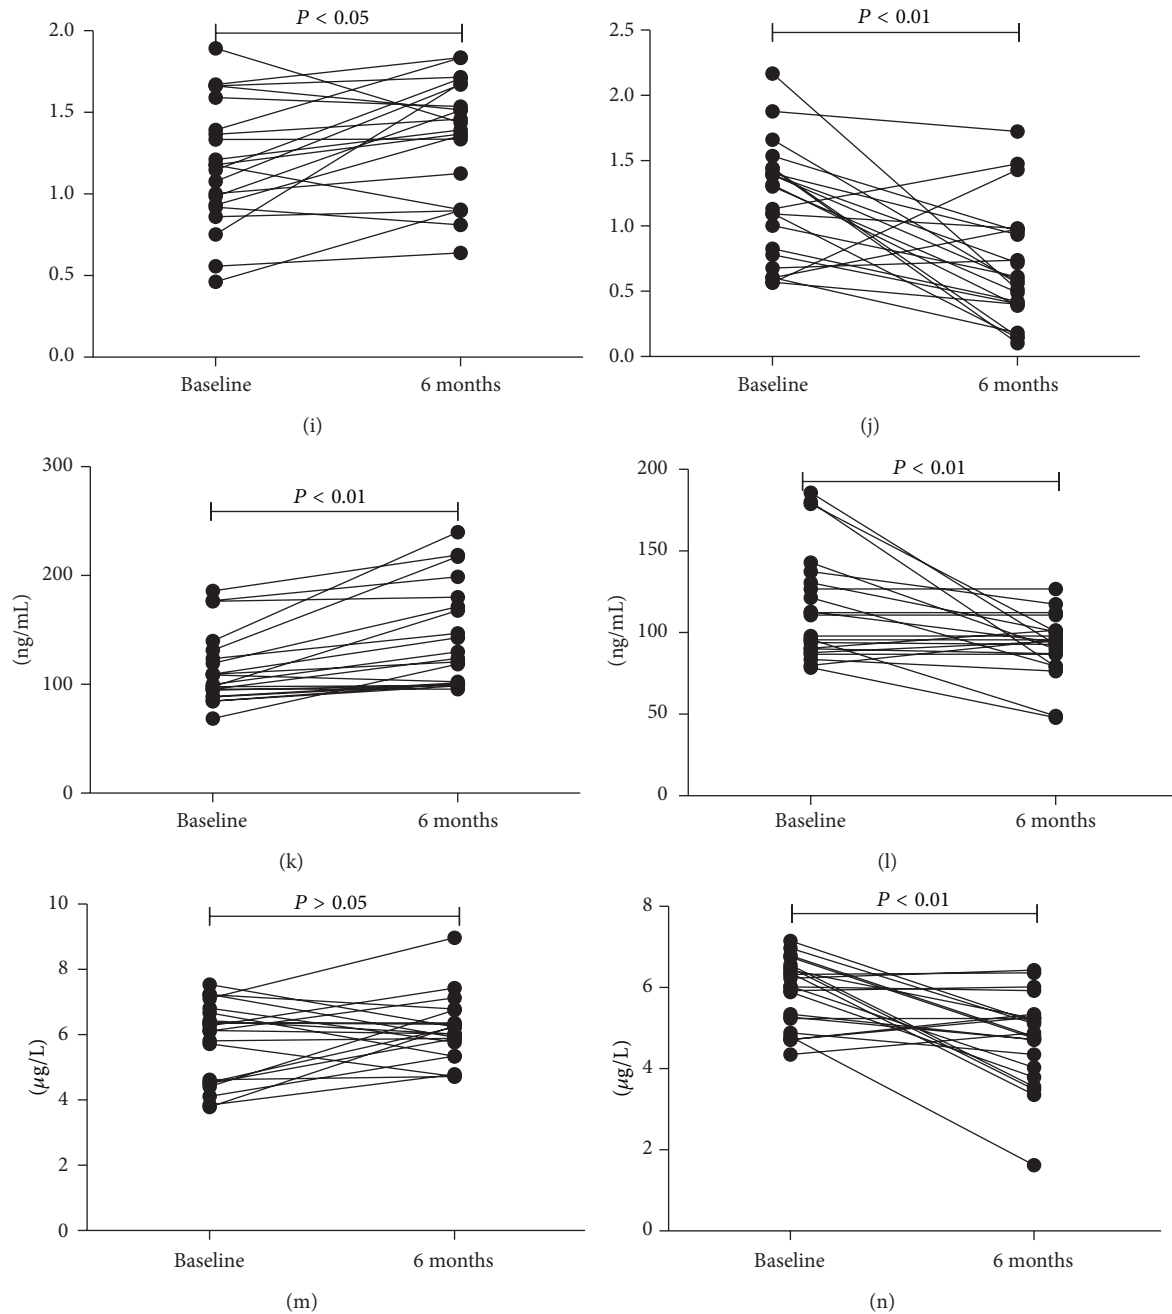 P < 0.05
2.0
1.5
1.0
0.5
0.0
Baseline
6 months
(i)
P < 0.01
2.5
2.0
1.5
1.0
0.5
0.0
Baseline
6 months
(j)
P < 0.01
300
200
100
0
(ng/mL)
Baseline
6 months
(k)
P < 0.01
200
150
100
50
0
(ng/mL)
Baseline
6 months
(l)
P > 0.05
10
8
6
4
2
0
(μg/L)
Baseline
6 months
(m)
P < 0.01
8
6
4
2
0
(μg/L)
Baseline
6 months
(n)